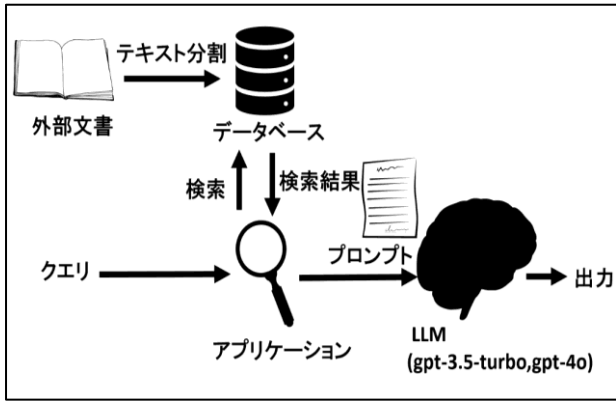 テキスト分割
外部文書
データベース
検索
検索結果
クエリ
プロンプト
出力
アプリケーション
LLM
(gpt-3.5-turbo,gpt-4o)